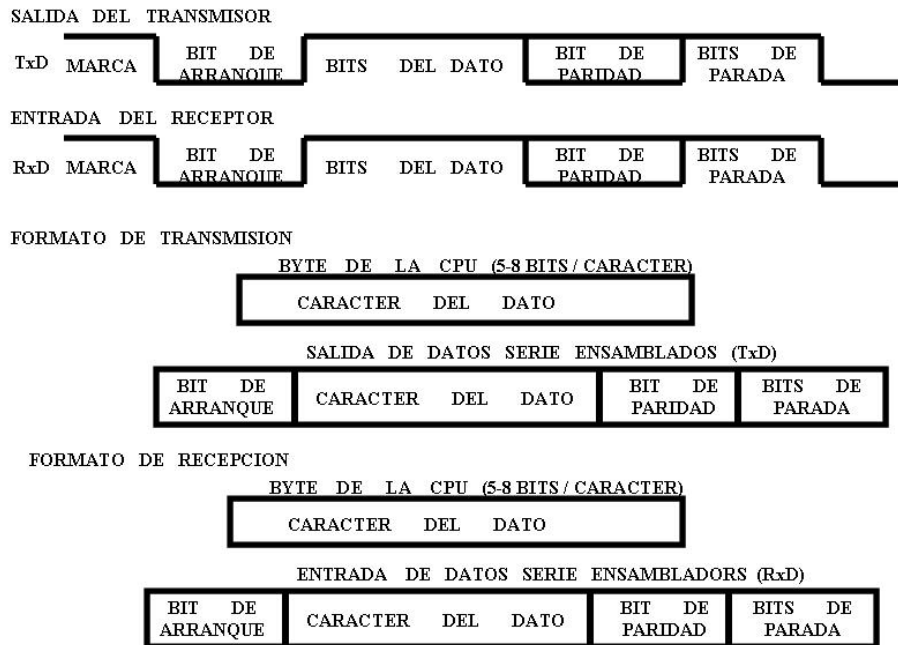 SALIDA DEL TRANSMISOR
TxD MARCA BIT DE ARRANQUE BITS DEL DATO BIT DE PARIDAD BITS DE PARADA
ENTRADA DEL RECEPTOR
RxD MARCA BIT DE ARRANQUE BITS DEL DATO BIT DE PARIDAD BITS DE PARADA
FORMATO DE TRANSMISION
BYTE DE LA CPU (5-8 BITS / CARACTER)
CARACTER DEL DATO
SALIDA DE DATOS SERIE ENSAMBLADOS (TxD)
BIT DE ARRANQUE CARACTER DEL DATO BIT DE PARIDAD BITS DE PARADA
FORMATO DE RECEPCION
BYTE DE LA CPU (5-8 BITS / CARACTER)
CARACTER DEL DATO
ENTRADA DE DATOS SERIE ENSAMBLADORS (RxD)
BIT DE ARRANQUE CARACTER DEL DATO BIT DE PARIDAD BITS DE PARADA